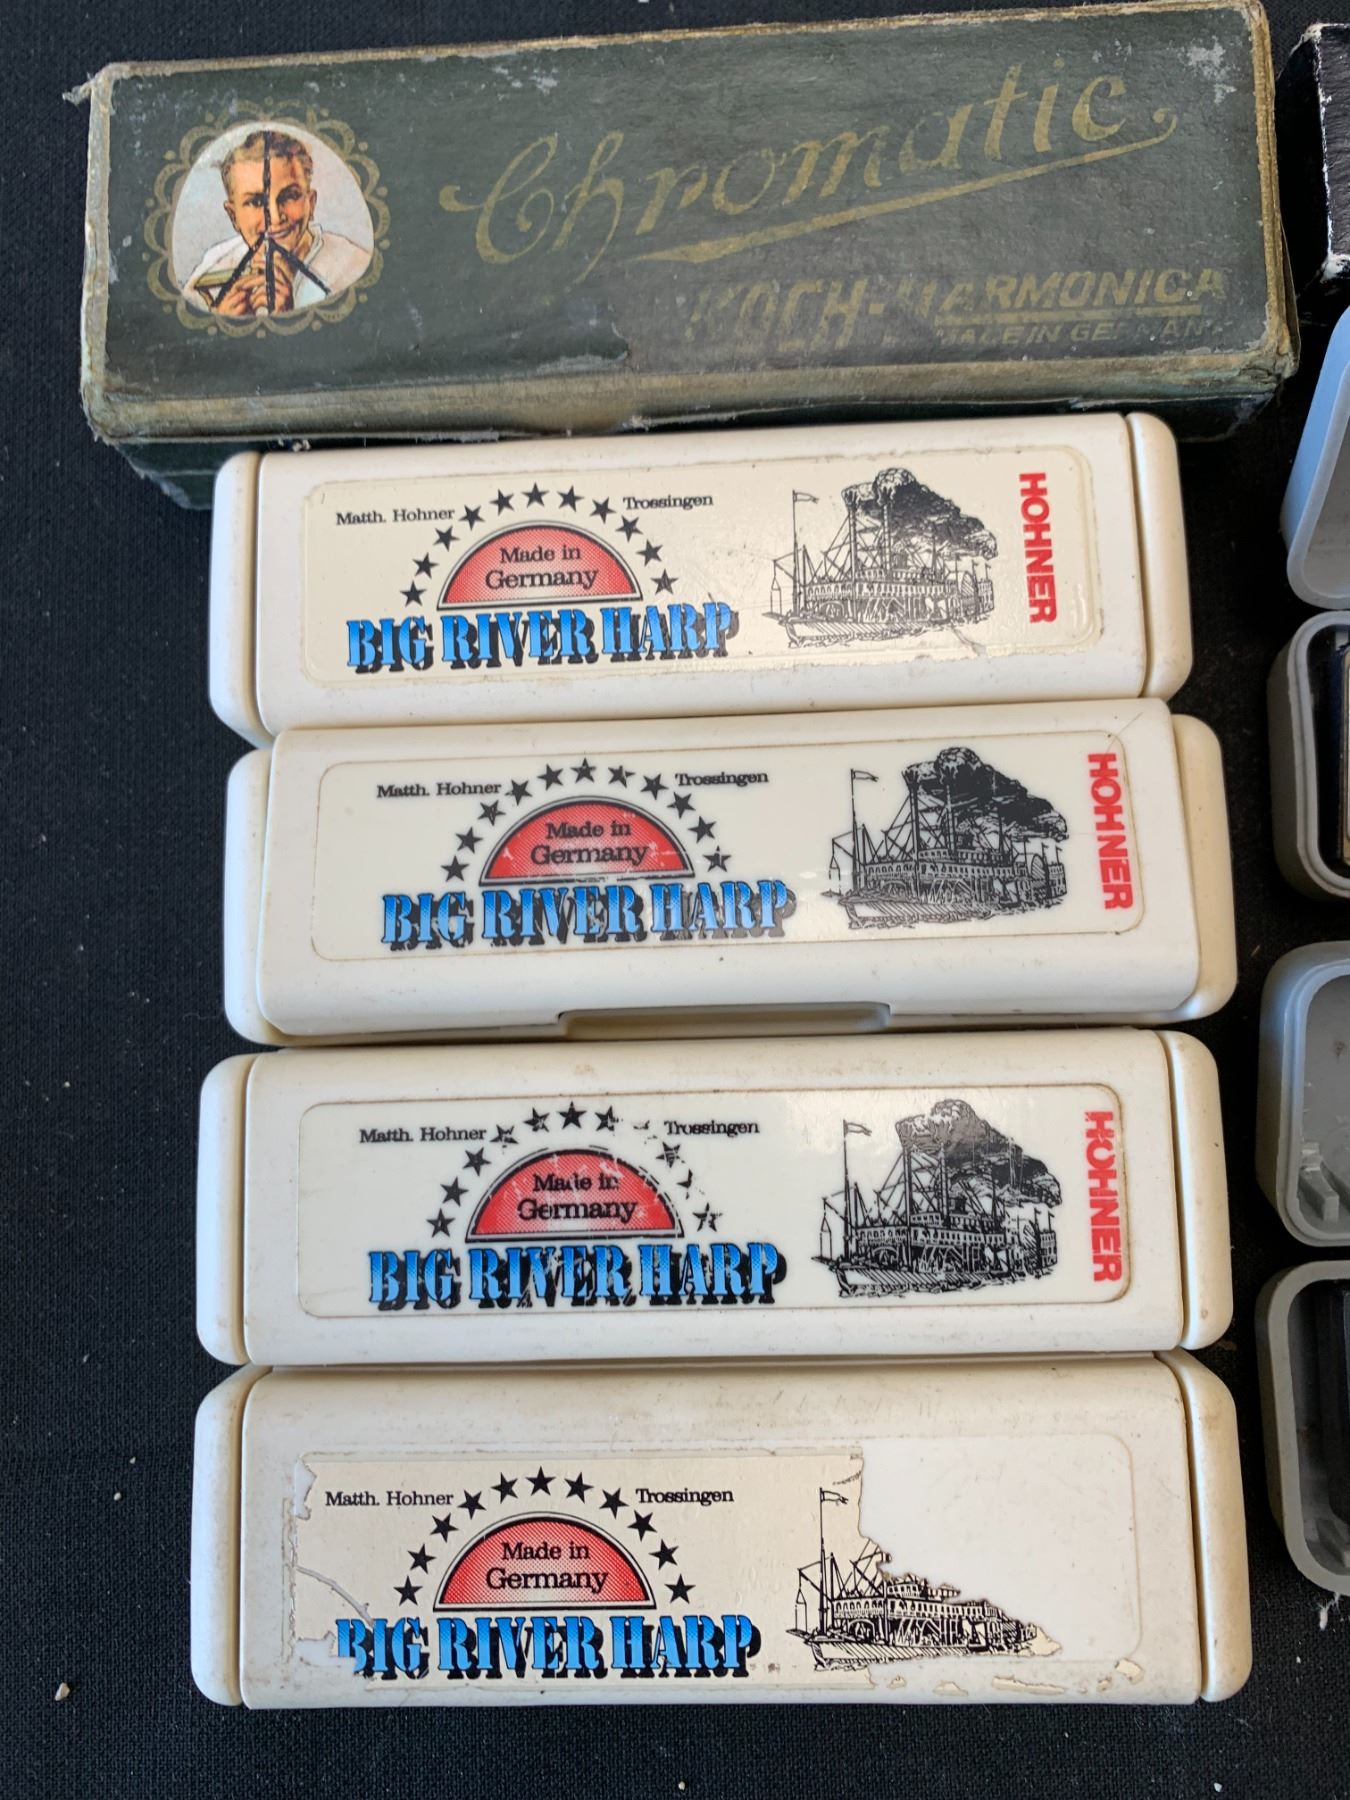 Chromatic
KOCH-HARMONICA
MADE IN GERMANY
Matth. Hohner Trossingen
Made in
Germany
BIG RIVER HARP
HOHNER
Matth. Hohner Trossingen
Made in
Germany
BIG RIVER HARP
HOHNER
Matth. Hohner Trossingen
Made in
Germany
BIG RIVER HARP
HOHNER
Matth. Hohner Trossingen
Made in
Germany
BIG RIVER HARP